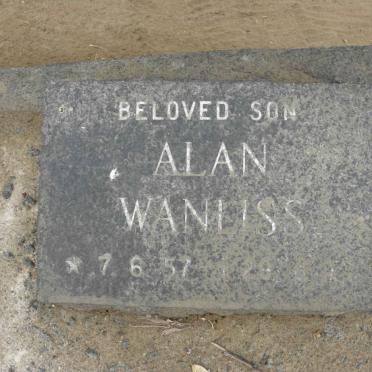 BELOVED SON
ALAN
WANLISS
* 7.6.57